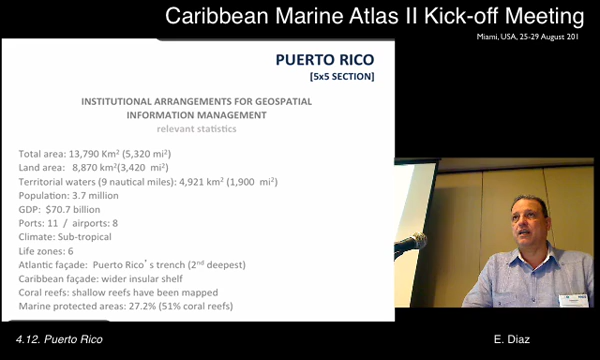 Caribbean Marine Atlas II Kick-off Meeting
Miami, USA, 25-29 August 201
PUERTO RICO
[5x5 SECTION]
INSTITUTIONAL ARRANGEMENTS FOR GEOSPATIAL
INFORMATION MANAGEMENT
relevant statistics
Total area: 13,790 Km² (5,320 mi²)
Land area: 8,870 km²(3,420 mi²)
Territorial waters (9 nautical miles): 4,921 km² (1,900 mi²)
Population: 3.7 million
GDP: $70.7 billion
Ports: 11 / airports: 8
Climate: Sub-tropical
Life zones: 6
Atlantic façade: Puerto Rico's trench (2nd deepest)
Caribbean façade: wider insular shelf
Coral reefs: shallow reefs have been mapped
Marine protected areas: 27.2% (51% coral reefs)
4.12. Puerto Rico
E. Diaz